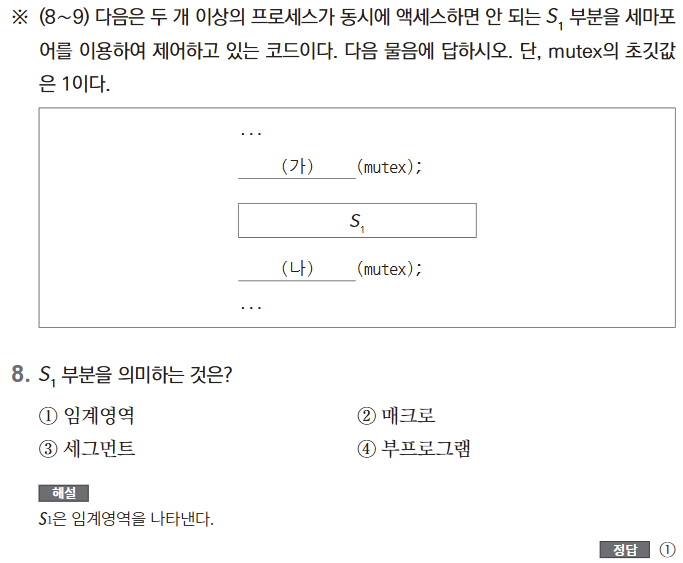 ※ (8～9) 다음은 두 개 이상의 프로세스가 동시에 액세스하면 안 되는 S1 부분을 세마포
어를 이용하여 제어하고 있는 코드이다. 다음 물음에 답하시오. 단, mutex의 초깃값
은 1이다.
...
(가) (mutex);
S1
(나) (mutex);
...
8. S1 부분을 의미하는 것은?
① 임계영역 ② 매크로
③ 세그먼트 ④ 부프로그램
해설
S1은 임계영역을 나타낸다.
정답 ①